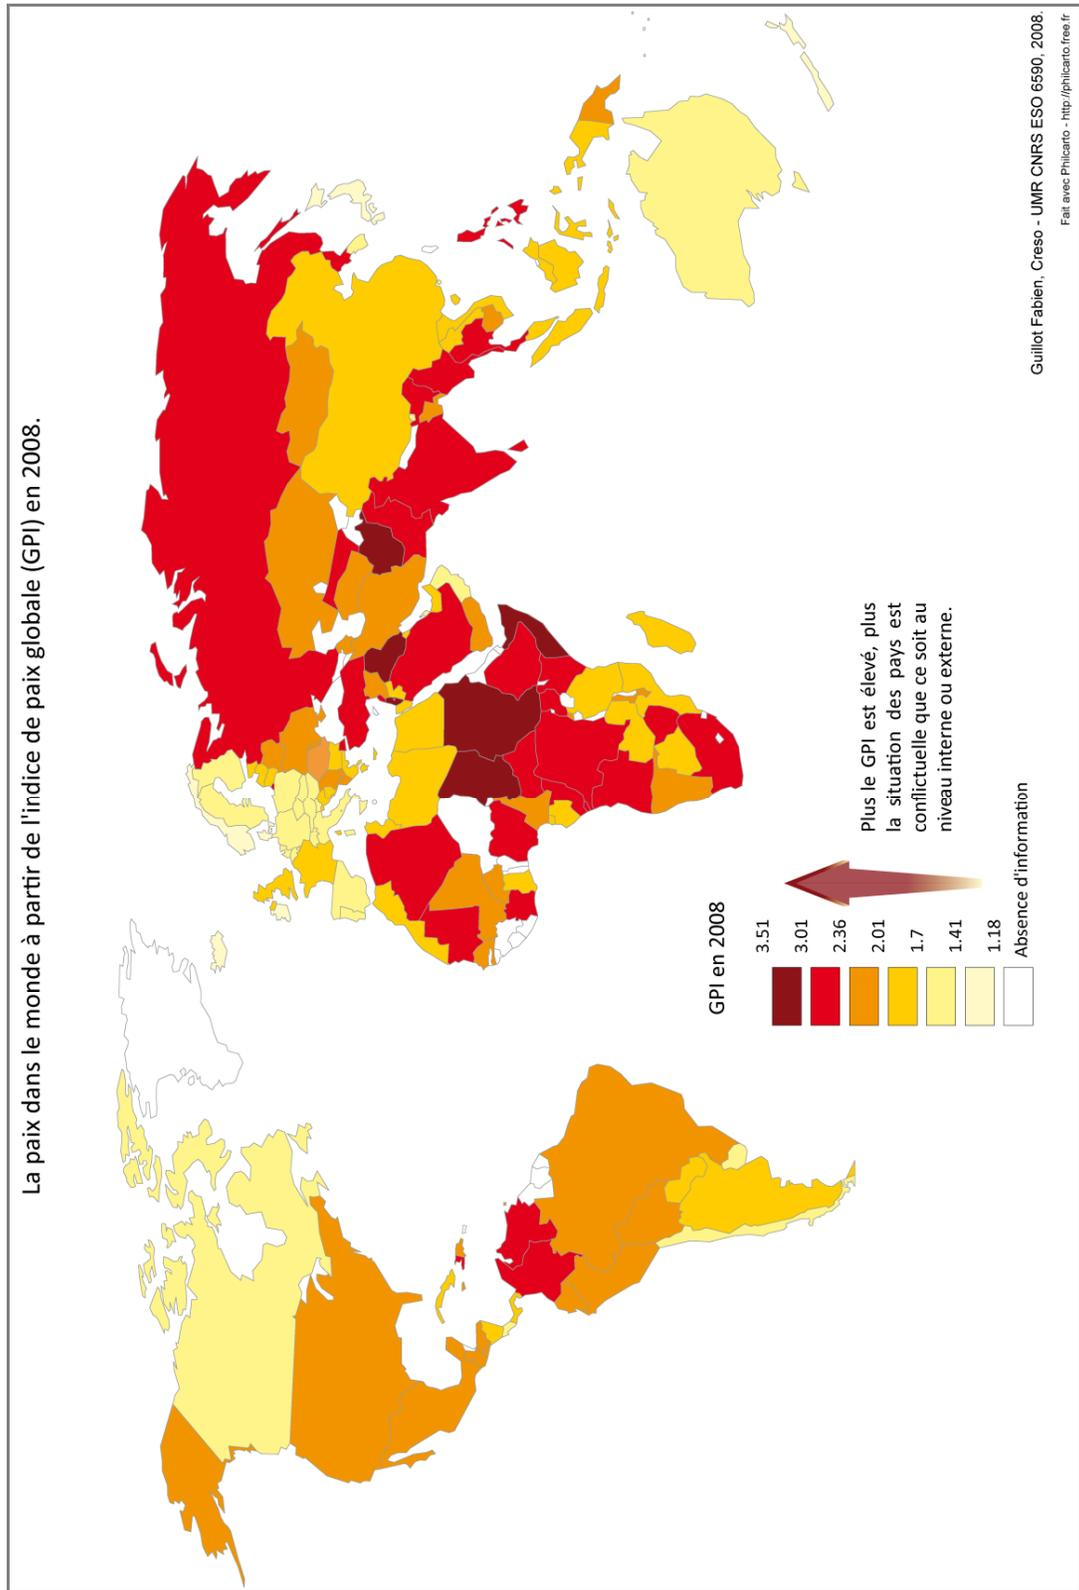 La paix dans le monde à partir de l'indice de paix globale (GPI) en 2008.
GPI en 2008
3.51
3.01
2.36
2.01
1.7
1.41
1.18
Absence d'information
Plus le GPI est élevé, plus
la situation des pays est
conflictuelle que ce soit au
niveau interne ou externe.
Guillot Fabien, Creso - UMR CNRS ESO 6590, 2008.
Fait avec Philcarto - http://philcarto.free.fr